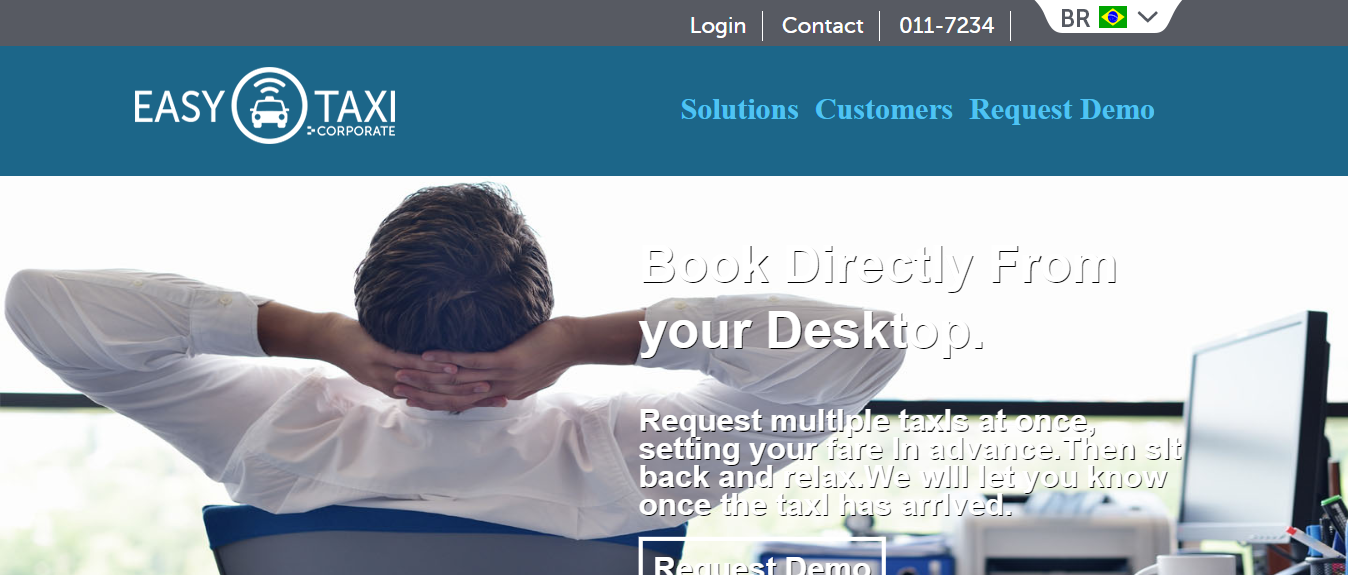 Login Contact 011-7234 BR
EASY TAXI
CORPORATE
Solutions Customers Request Demo
Book Directly From
your Desktop.
Request multiple taxis at once,
setting your fare in advance.Then sit
back and relax.We will let you know
once the taxi has arrived.
Request Demo